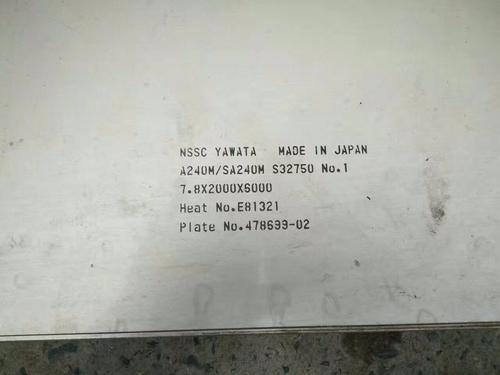 NSSC YAWATA MADE IN JAPAN
A240M/SA240M S32750 No.1
7.8X2000X6000
Heat No.E81321
Plate No.478699-02